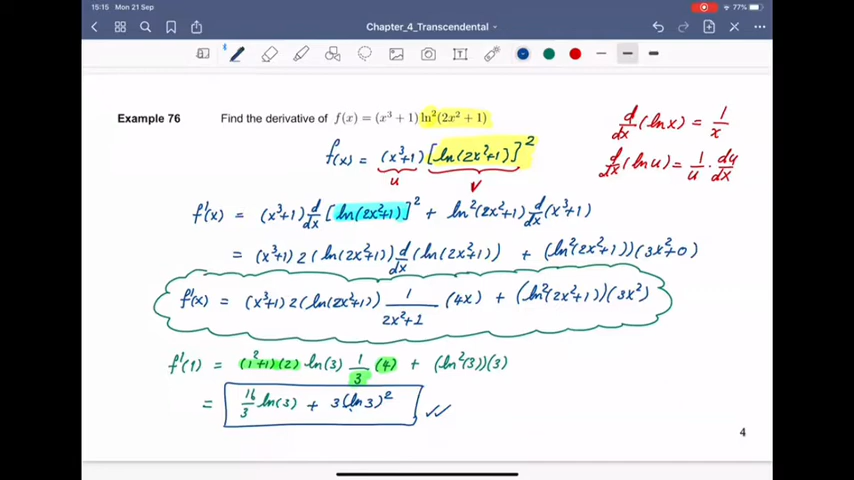 15:15 Mon 21 Sep
77%
Chapter_4_Transcendental
Example 76 Find the derivative of f(x) = (x³ + 1) ln²(2x² + 1)
d/dx (ln x) = 1/x
f(x) = (x³+1) [ln(2x²+1)]²
u v
d/dx (ln u) = 1/u · du/dx
f'(x) = (x³+1) d/dx [ln(2x²+1)]² + ln²(2x²+1) d/dx (x³+1)
= (x³+1) 2 (ln(2x²+1)) d/dx (ln(2x²+1)) + (ln²(2x²+1))(3x²+0)
f'(x) = (x³+1) 2 (ln(2x²+1)) 1/(2x²+1) (4x) + (ln²(2x²+1))(3x²)
f'(1) = (1²+1)(2) ln(3) 1/3 (4) + (ln²(3))(3)
= 16/3 ln(3) + 3(ln 3)²
4